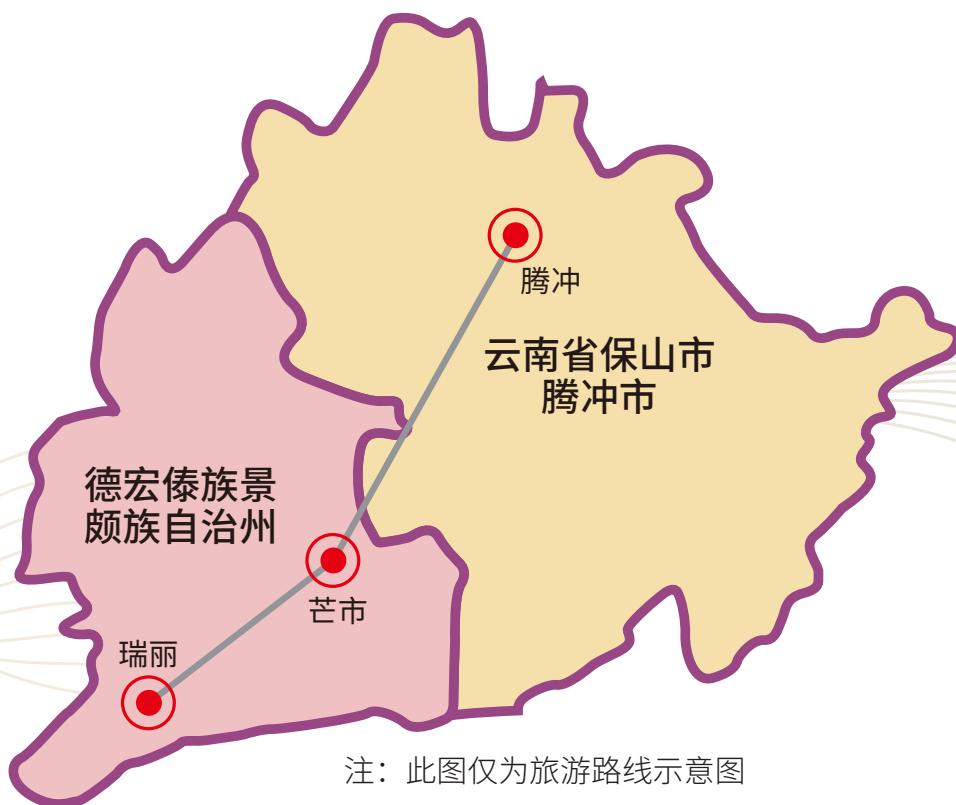 腾冲
云南省保山市
腾冲市
德宏傣族景
颇族自治州
芒市
瑞丽
注：此图仅为旅游路线示意图